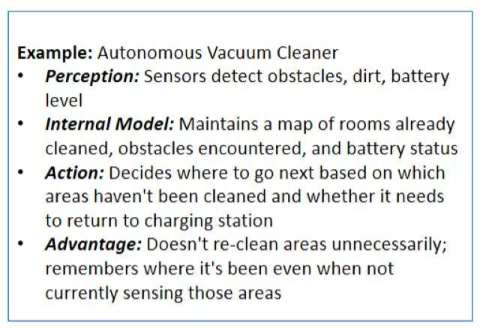 Example: Autonomous Vacuum Cleaner
• Perception: Sensors detect obstacles, dirt, battery
level
• Internal Model: Maintains a map of rooms already
cleaned, obstacles encountered, and battery status
• Action: Decides where to go next based on which
areas haven't been cleaned and whether it needs
to return to charging station
• Advantage: Doesn't re-clean areas unnecessarily;
remembers where it's been even when not
currently sensing those areas